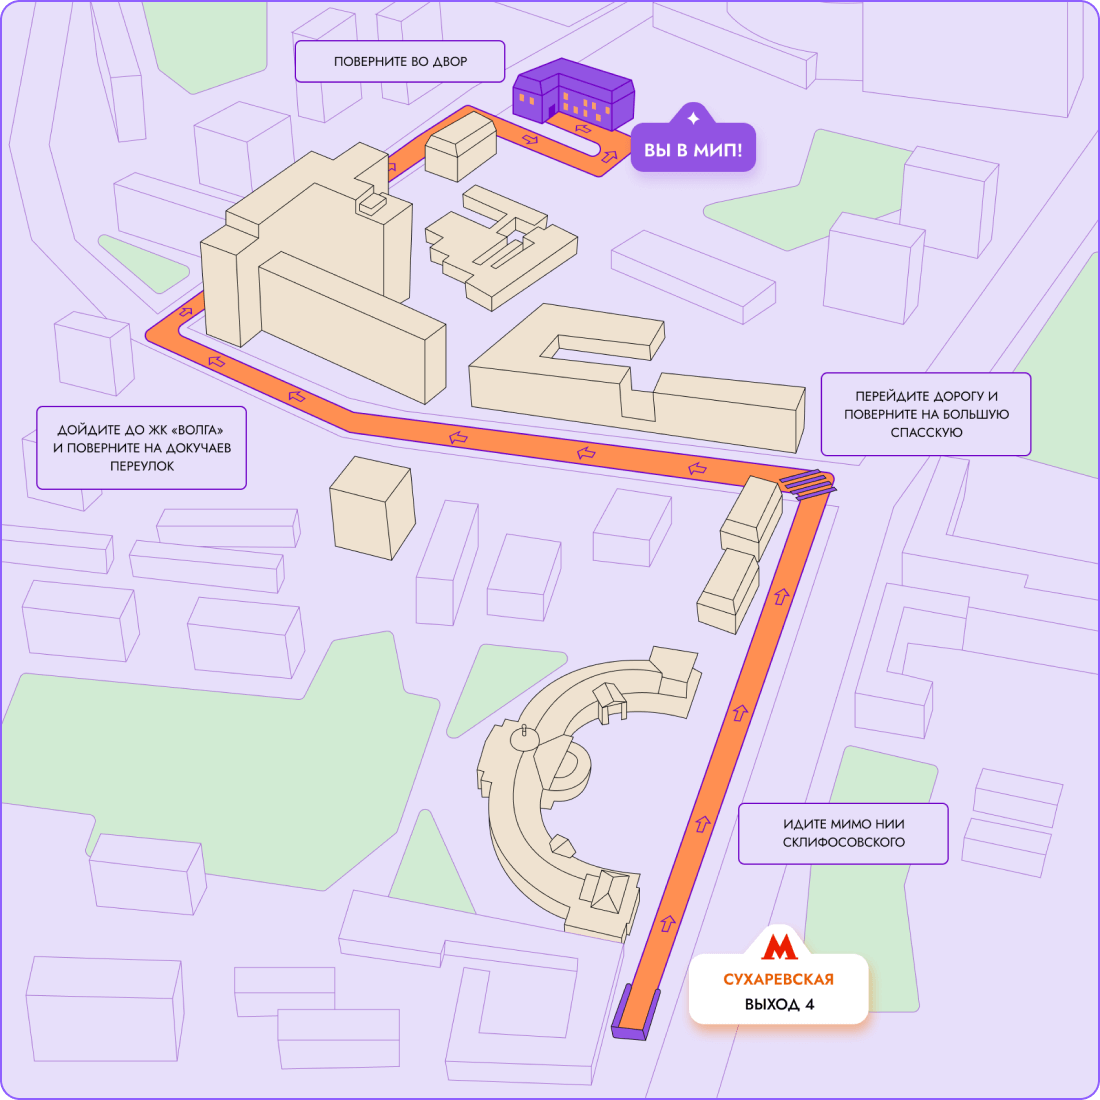 ПОВЕРНИТЕ ВО ДВОР
ВЫ В МИП!
ПЕРЕЙДИТЕ ДОРОГУ И
ПОВЕРНИТЕ НА БОЛЬШУЮ
СПАССКУЮ
ДОЙДИТЕ ДО ЖК «ВОЛГА»
И ПОВЕРНИТЕ НА ДОКУЧАЕВ
ПЕРЕУЛОК
ИДИТЕ МИМО НИИ
СКЛИФОСОВСКОГО
М
СУХАРЕВСКАЯ
ВЫХОД 4